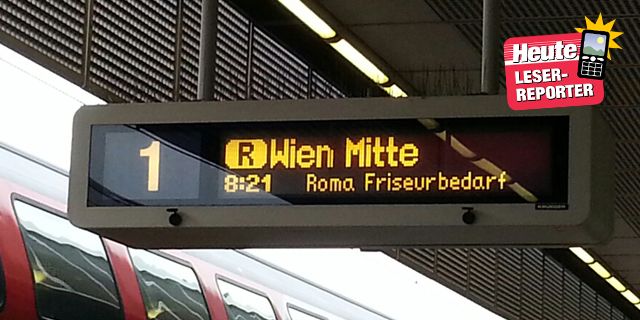 Heute
LESER-
REPORTER
1
R Wien Mitte
8:21 Roma Friseurbedarf